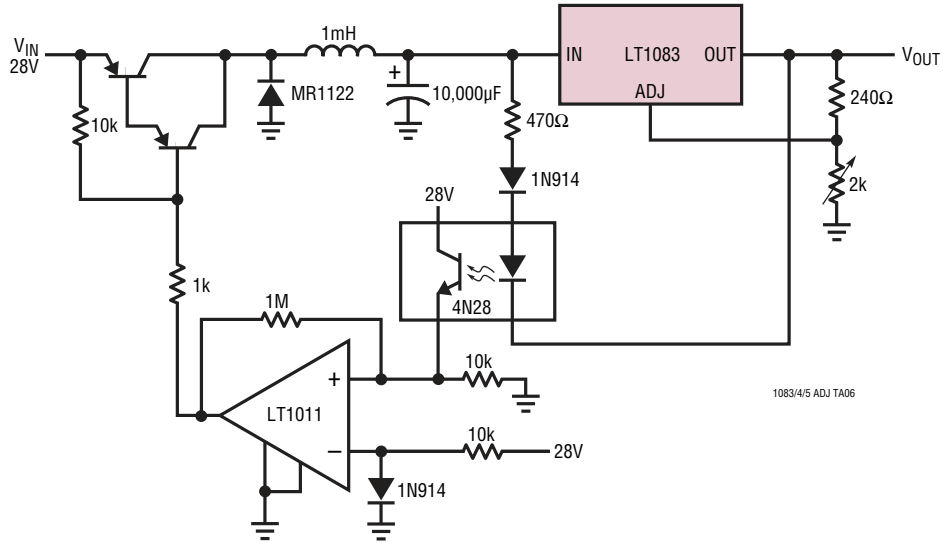 1mH
V_IN
28V
IN
LT1083
OUT
V_OUT
ADJ
MR1122
+
10,000µF
240Ω
10k
470Ω
2k
1N914
28V
4N28
1k
1M
+
10k
LT1011
1083/4/5 ADJ TA06
–
10k
28V
1N914